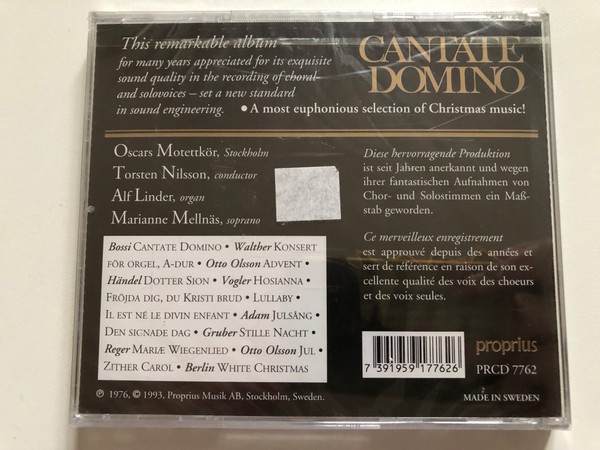 This remarkable album –
for many years appreciated for its exquisite
sound quality in the recording of choral-
and solovoices – set a new standard
in sound engineering.
CANTATE
DOMINO
• A most euphonious selection of Christmas music!
Oscars Motettkör, Stockholm
Torsten Nilsson, conductor
Alf Linder, organ
Marianne Mellnäs, soprano
Bossi Cantate Domino • Walther Konsert
för orgel, A-dur • Otto Olsson Advent •
Händel Dotter Sion • Vogler Hosianna •
Fröjda dig, du Kristi brud • Lullaby •
Il est né le divin enfant • Adam Julsång •
Den signade dag • Gruber Stille Nacht •
Reger Mariæ Wiegenlied • Otto Olsson Jul •
Zither Carol • Berlin White Christmas
℗ 1976, © 1993, Proprius Musik AB, Stockholm, Sweden.
Diese hervorragende Produktion
ist seit Jahren anerkannt und wegen
ihrer fantastischen Aufnahmen von
Chor- und Solostimmen ein Maß-
stab geworden.
Ce merveilleux enregistrement
est approuvé depuis des années et
sert de référence en raison de son ex-
cellente qualité des voix des choeurs
et des voix seules.
7 391959 177626
proprius
PRCD 7762
2
MADE IN SWEDEN